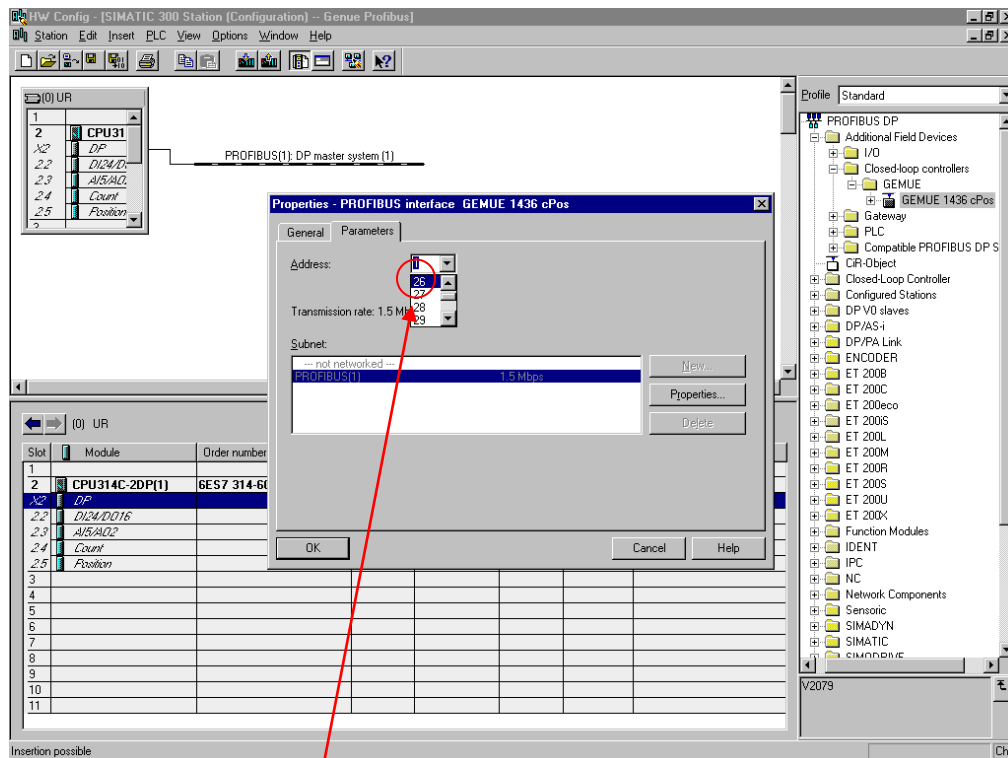 HW Config - [SIMATIC 300 Station (Configuration) -- Genue Profibus]
Station Edit Insert PLC View Options Window Help
(0) UR
1
2 CPU31
X2 DP
2.2 DI24/D
2.3 AI5/AO.
2.4 Count
2.5 Position
3
PROFIBUS(1): DP master system (1)
Properties - PROFIBUS interface GEMUE 1436 cPos
General Parameters
Address:
26
27
28
29
Transmission rate: 1.5 Mb
Subnet:
--- not networked ---
PROFIBUS(1) 1.5 Mbps
New...
Properties...
Delete
OK Cancel Help
(0) UR
Slot Module Order number
1
2 CPU314C-2DP(1) 6ES7 314-6
X2 DP
2.2 DI24/DO16
2.3 AI5/AO2
2.4 Count
2.5 Position
3
4
5
6
7
8
9
10
11
Profile Standard
PROFIBUS DP
Additional Field Devices
I/O
Closed-loop controllers
GEMUE
GEMUE 1436 cPos
Gateway
PLC
Compatible PROFIBUS DP S
CiR-Object
Closed-Loop Controller
Configured Stations
DP V0 slaves
DP/AS-i
DP/PA Link
ENCODER
ET 200B
ET 200C
ET 200eco
ET 200iS
ET 200L
ET 200M
ET 200R
ET 200S
ET 200U
ET 200X
Function Modules
IDENT
IPC
NC
Network Components
Sensoric
SIMADYN
SIMATIC
SIMODRIVE
V2079
Insertion possible
Ch